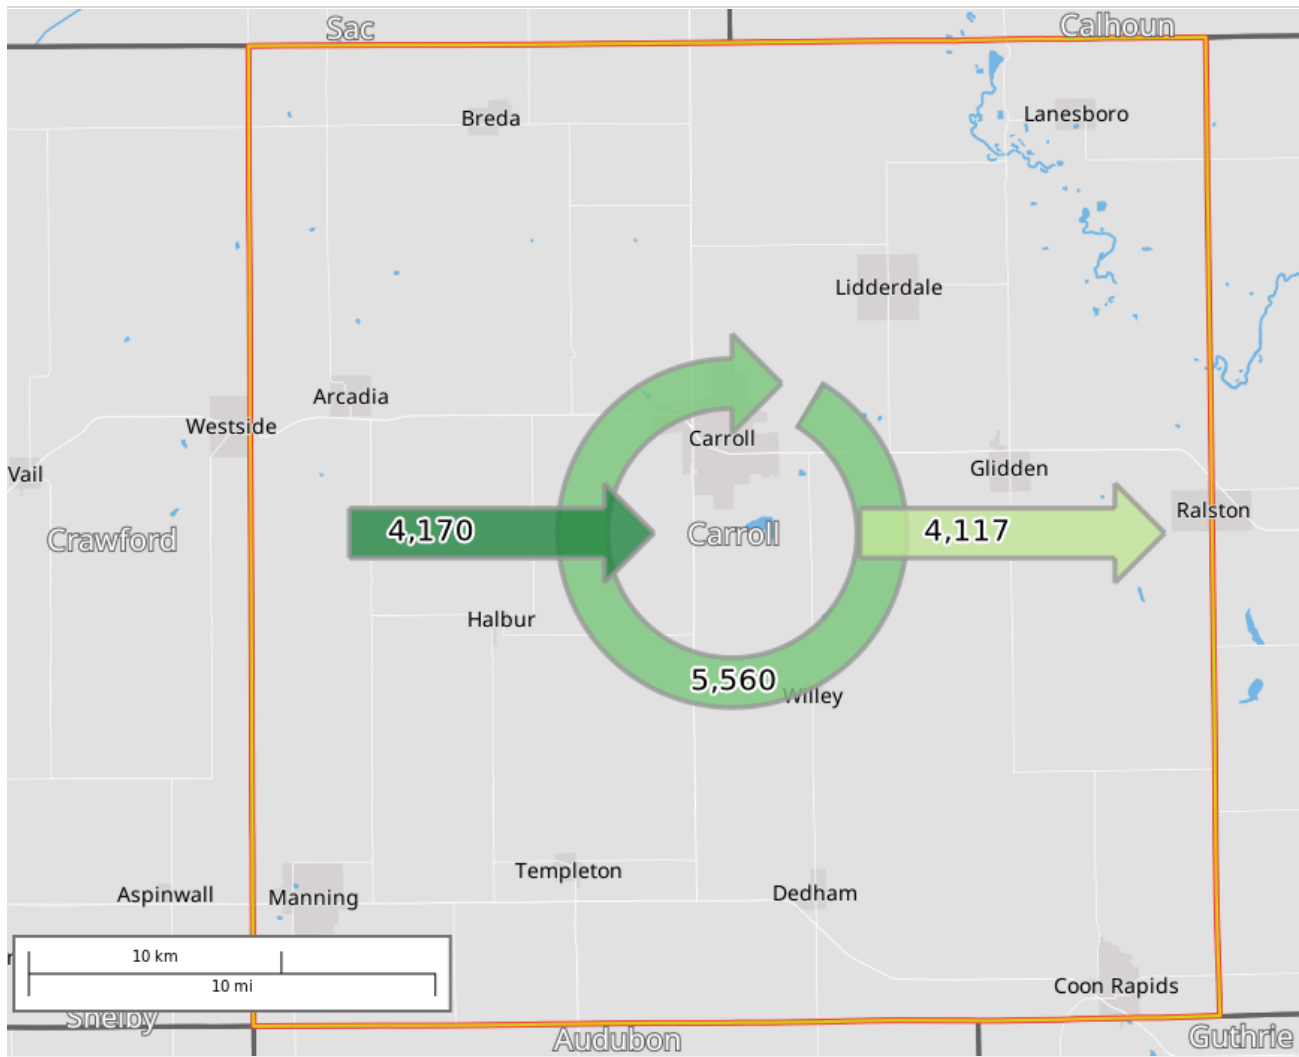 Sac
Calhoun
Breda
Lanesboro
Lidderdale
Arcadia
Westside
Carroll
Vail
Glidden
Ralston
4,170
Carroll
4,117
Crawford
Halbur
5,560
Willey
Templeton
Aspinwall
Manning
Dedham
10 km
10 mi
Coon Rapids
Shelby
Audubon
Guthrie